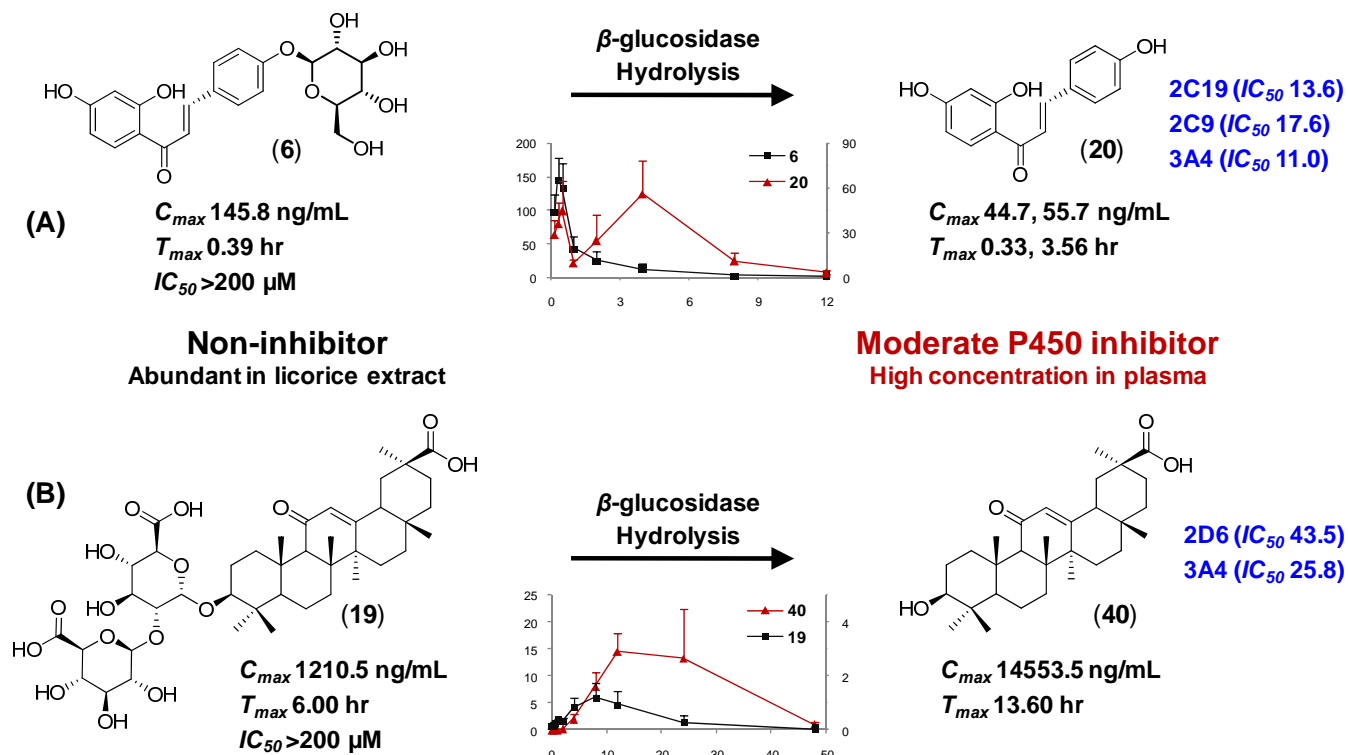 (A)
HO
OH
O
O
O
OH
OH
OH
OH
(6)
Cmax 145.8 ng/mL
Tmax 0.39 hr
IC50 >200 µM
β-glucosidase
Hydrolysis
200
150
100
50
0
90
60
30
0
0
3
6
9
12
6
20
HO
OH
O
OH
(20)
Cmax 44.7, 55.7 ng/mL
Tmax 0.33, 3.56 hr
2C19 (IC50 13.6)
2C9 (IC50 17.6)
3A4 (IC50 11.0)
Non-inhibitor
Abundant in licorice extract
Moderate P450 inhibitor
High concentration in plasma
(B)
O
OH
O
O
OH
HO
HO
O
O
O
O
HO
O
O
HO
OH
OH
(19)
Cmax 1210.5 ng/mL
Tmax 6.00 hr
IC50 >200 µM
β-glucosidase
Hydrolysis
25
20
15
10
5
0
4
2
0
0
10
20
30
40
50
40
19
O
OH
O
HO
(40)
Cmax 14553.5 ng/mL
Tmax 13.60 hr
2D6 (IC50 43.5)
3A4 (IC50 25.8)